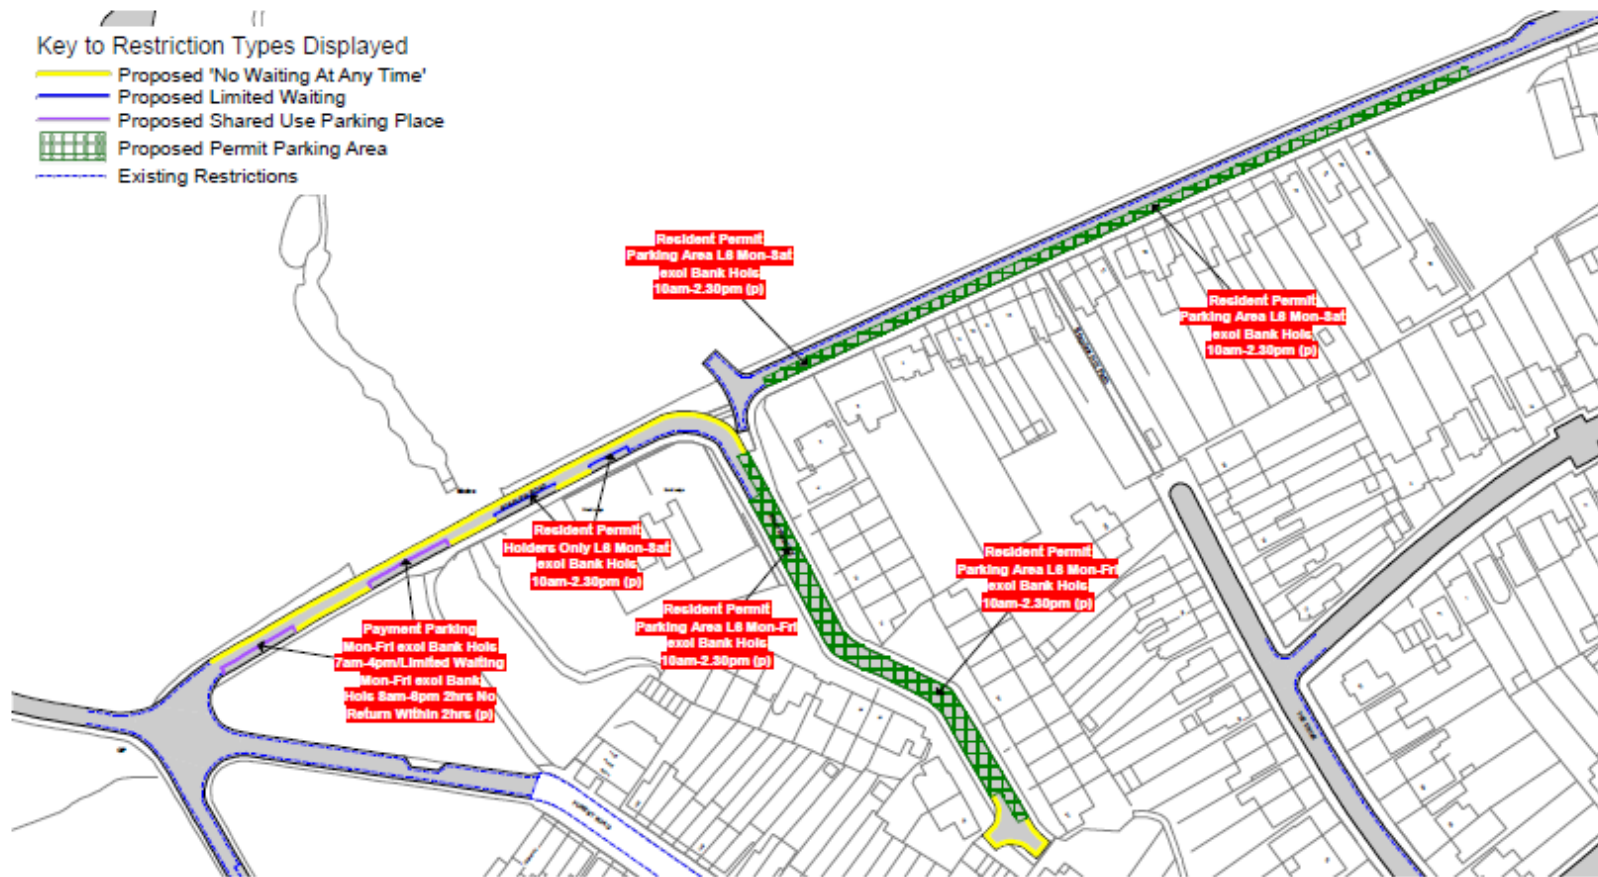 Key to Restriction Types Displayed
Proposed 'No Waiting At Any Time'
Proposed Limited Waiting
Proposed Shared Use Parking Place
Proposed Permit Parking Area
Existing Restrictions
Resident Permit
Parking Area L6 Mon-Sat
excl Bank Hols
10am-2.30pm (p)
Resident Permit
Parking Area L6 Mon-Sat
excl Bank Hols
10am-2.30pm (p)
Resident Permit
Holders Only L6 Mon-Sat
excl Bank Hols
10am-2.30pm (p)
Resident Permit
Parking Area L6 Mon-Fri
excl Bank Hols
10am-2.30pm (p)
Resident Permit
Parking Area L6 Mon-Fri
excl Bank Hols
10am-2.30pm (p)
Payment Parking
Mon-Fri excl Bank Hols
7am-4pm/Limited Waiting
Mon-Fri excl Bank
Hols 8am-6pm 2hrs No
Return Within 2hrs (p)